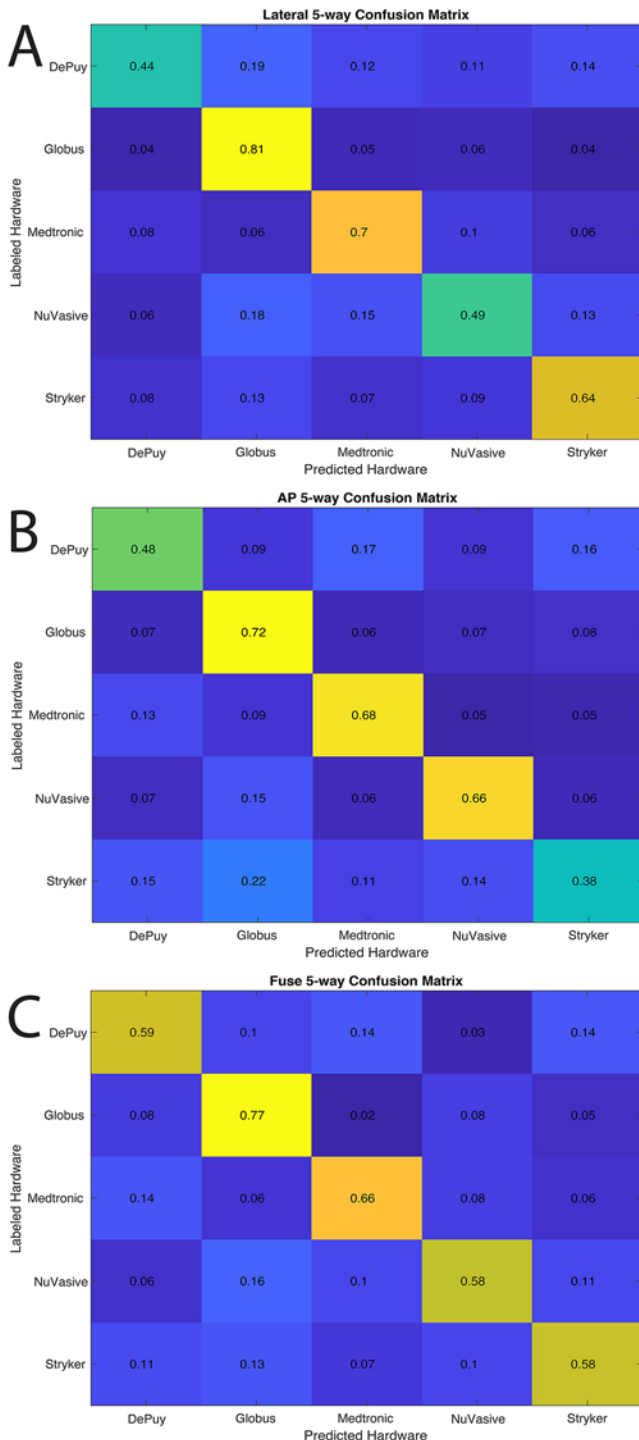 Lateral 5-way Confusion Matrix
A
DePuy 0.44 0.19 0.12 0.11 0.14
Globus 0.04 0.81 0.05 0.06 0.04
Labeled Hardware
Medtronic 0.08 0.06 0.7 0.1 0.06
NuVasive 0.06 0.18 0.15 0.49 0.13
Stryker 0.08 0.13 0.07 0.09 0.64
DePuy Globus Medtronic NuVasive Stryker
Predicted Hardware
AP 5-way Confusion Matrix
B
DePuy 0.48 0.09 0.17 0.09 0.16
Globus 0.07 0.72 0.06 0.07 0.08
Labeled Hardware
Medtronic 0.13 0.09 0.68 0.05 0.05
NuVasive 0.07 0.15 0.06 0.66 0.06
Stryker 0.15 0.22 0.11 0.14 0.38
DePuy Globus Medtronic NuVasive Stryker
Predicted Hardware
Fuse 5-way Confusion Matrix
C
DePuy 0.59 0.1 0.14 0.03 0.14
Globus 0.08 0.77 0.02 0.08 0.05
Labeled Hardware
Medtronic 0.14 0.06 0.66 0.08 0.06
NuVasive 0.06 0.16 0.1 0.58 0.11
Stryker 0.11 0.13 0.07 0.1 0.58
DePuy Globus Medtronic NuVasive Stryker
Predicted Hardware